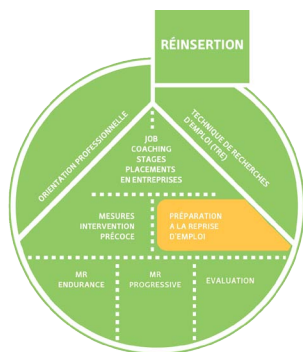 RÉINSERTION
ORIENTATION PROFESSIONNELLE
TECHNIQUE DE RECHERCHES
D'EMPLOI (TRE)
JOB
COACHING
STAGES
PLACEMENTS
EN ENTREPRISES
MESURES
INTERVENTION
PRÉCOCE
PRÉPARATION
A LA REPRISE
D'EMPLOI
MR
ENDURANCE
MR
PROGRESSIVE
EVALUATION